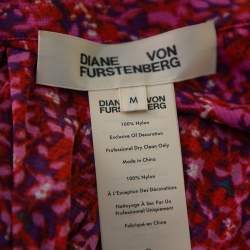 DIANE VON
FURSTENBERG
M
DIANE VON
FURSTENBERG
100% Nylon
Exclusive Of Decoration
Professional Dry Clean Only
Made in China
100% Nylon
À L'Exception Des Décorations
Nettoyage À Sec Par Un
Professionnel Uniquement
Fabriqué en Chine